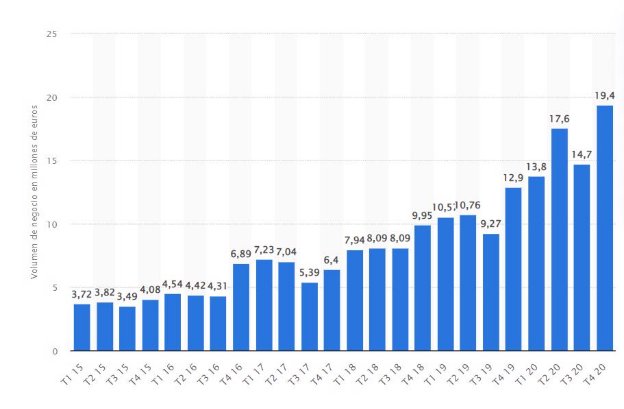 Volumen de negocio en millones de euros
25
20
15
10
5
0
3,72
3,82
3,49
4,08
4,54
4,42
4,31
6,89
7,23
7,04
5,39
6,4
7,94
8,09
8,09
9,95
10,57
10,76
9,27
12,9
13,8
17,6
14,7
19,4
T1 15
T2 15
T3 15
T4 15
T1 16
T2 16
T3 16
T4 16
T1 17
T2 17
T3 17
T4 17
T1 18
T2 18
T3 18
T4 18
T1 19
T2 19
T3 19
T4 19
T1 20
T2 20
T3 20
T4 20